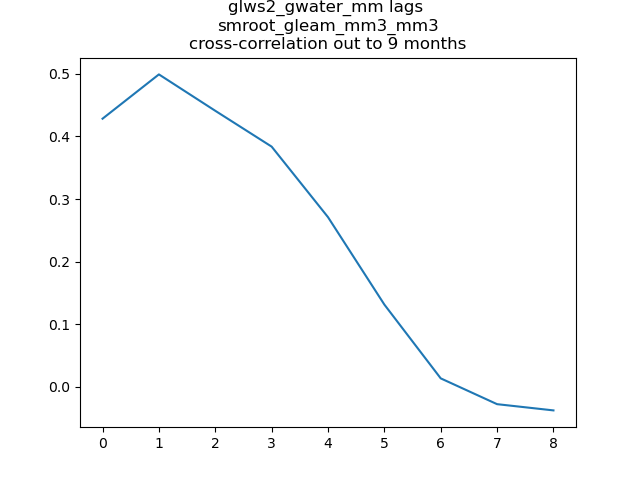 glws2_gwater_mm lags
smroot_gleam_mm3_mm3
cross-correlation out to 9 months
0.5
0.4
0.3
0.2
0.1
0.0
0 1 2 3 4 5 6 7 8